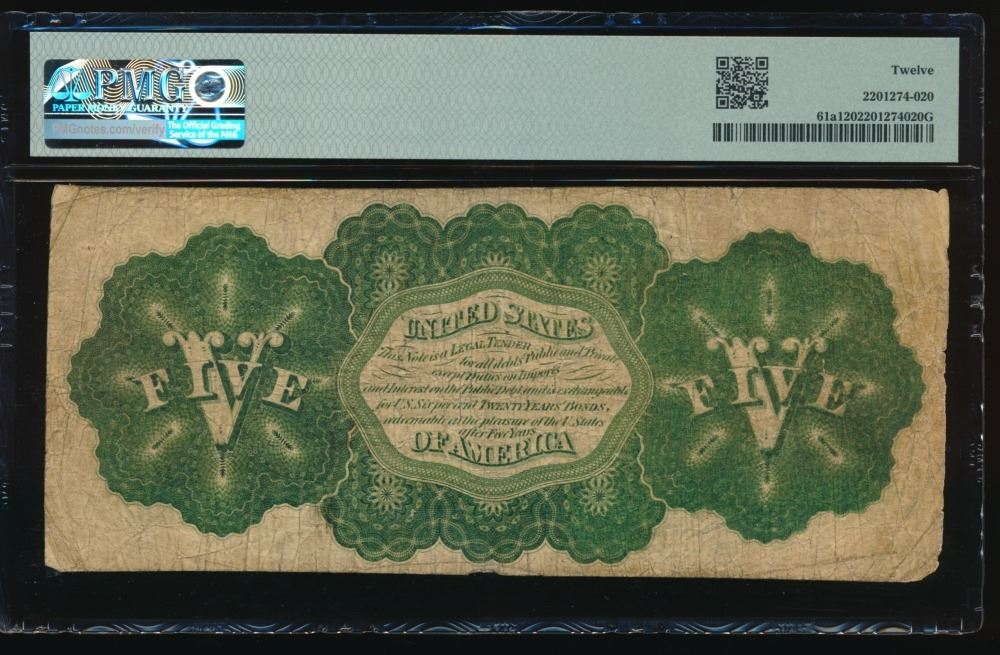 PMG
PAPER MONEY GUARANTY
PMGnotes.com/verify
The Official Grading
Service of the ANA
Twelve
2201274-020
61a1202201274020G
UNITED STATES
This Note is a LEGAL TENDER
for all debts Public and Private
except Duties on Imports
and Interest on the Public Debt, and is exchangeable
for U.S. Six per cent TWENTY YEARS BONDS,
redeemable at the pleasure of the U. States
after Five Years.
OF AMERICA
FIVE
V
FIVE
V